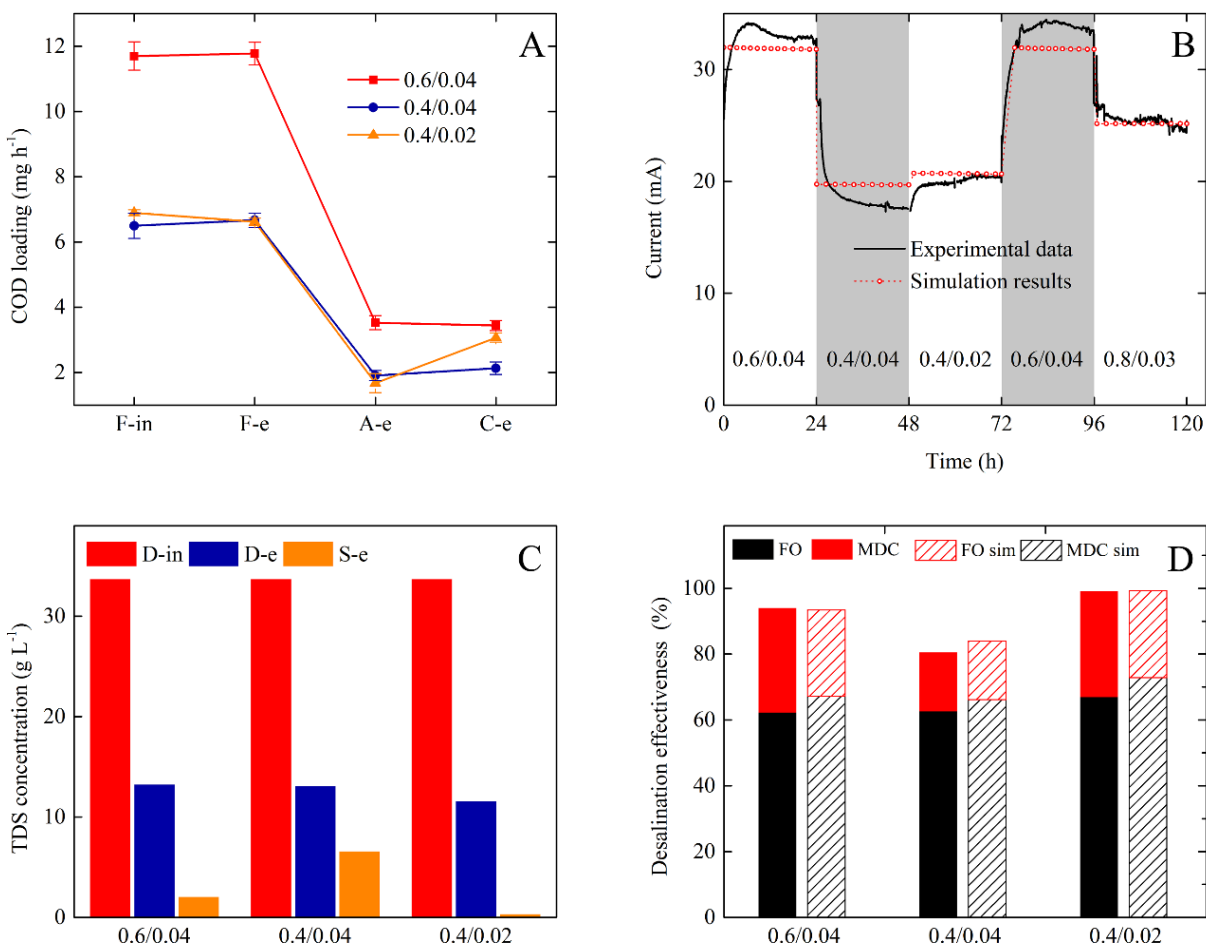 A
12
10
8
6
4
2
COD loading (mg h⁻¹)
0.6/0.04
0.4/0.04
0.4/0.02
F-in F-e A-e C-e
B
30
20
10
0
Current (mA)
Experimental data
Simulation results
0.6/0.04 0.4/0.04 0.4/0.02 0.6/0.04 0.8/0.03
0 24 48 72 96 120
Time (h)
C
D-in D-e S-e
30
20
10
0
TDS concentration (g L⁻¹)
0.6/0.04 0.4/0.04 0.4/0.02
D
FO MDC FO sim MDC sim
100
80
60
40
20
0
Desalination effectiveness (%)
0.6/0.04 0.4/0.04 0.4/0.02